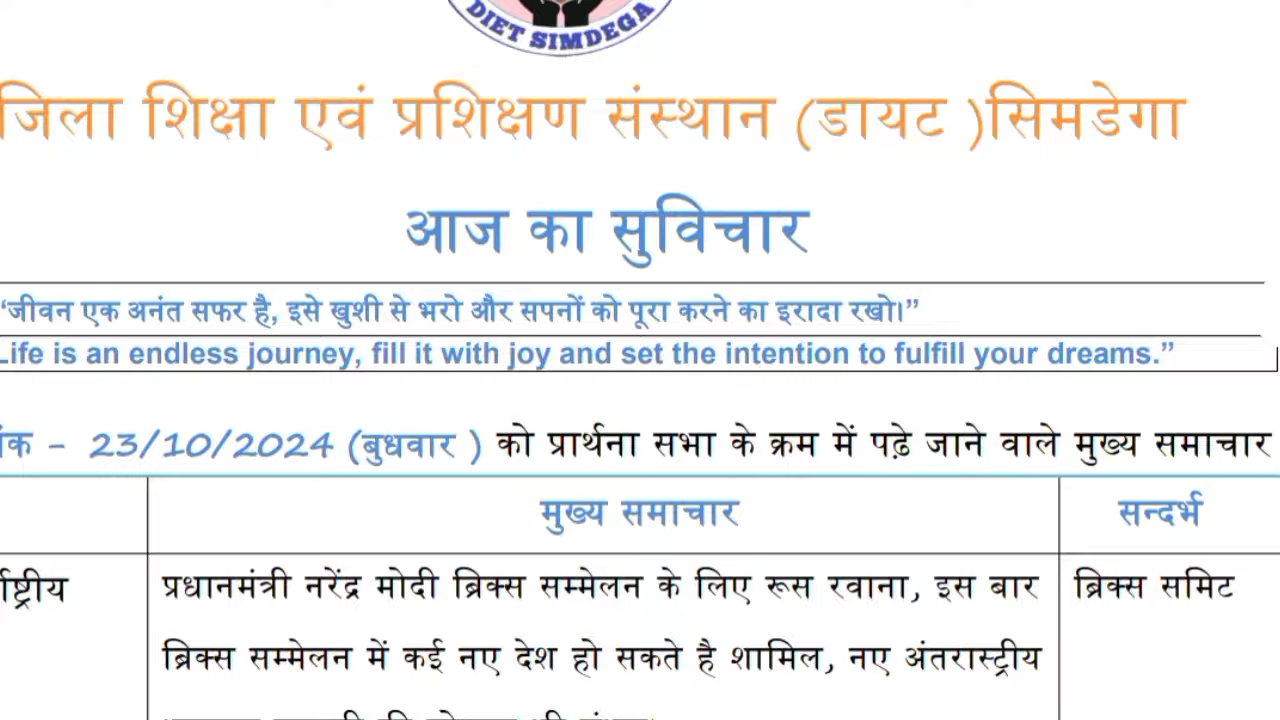 DIET SIMDEGA
जिला शिक्षा एवं प्रशिक्षण संस्थान (डायट )सिमडेगा
आज का सुविचार
“जीवन एक अनंत सफर है, इसे खुशी से भरो और सपनों को पूरा करने का इरादा रखो।”
Life is an endless journey, fill it with joy and set the intention to fulfill your dreams.”
23/10/2024 (बुधवार ) को प्रार्थना सभा के क्रम में पढ़े जाने वाले मुख्य समाचार
मुख्य समाचार सन्दर्भ
प्रधानमंत्री नरेंद्र मोदी ब्रिक्स सम्मेलन के लिए रूस रवाना, इस बार ब्रिक्स समिट
ब्रिक्स सम्मेलन में कई नए देश हो सकते है शामिल, नए अंतरास्ट्रीय